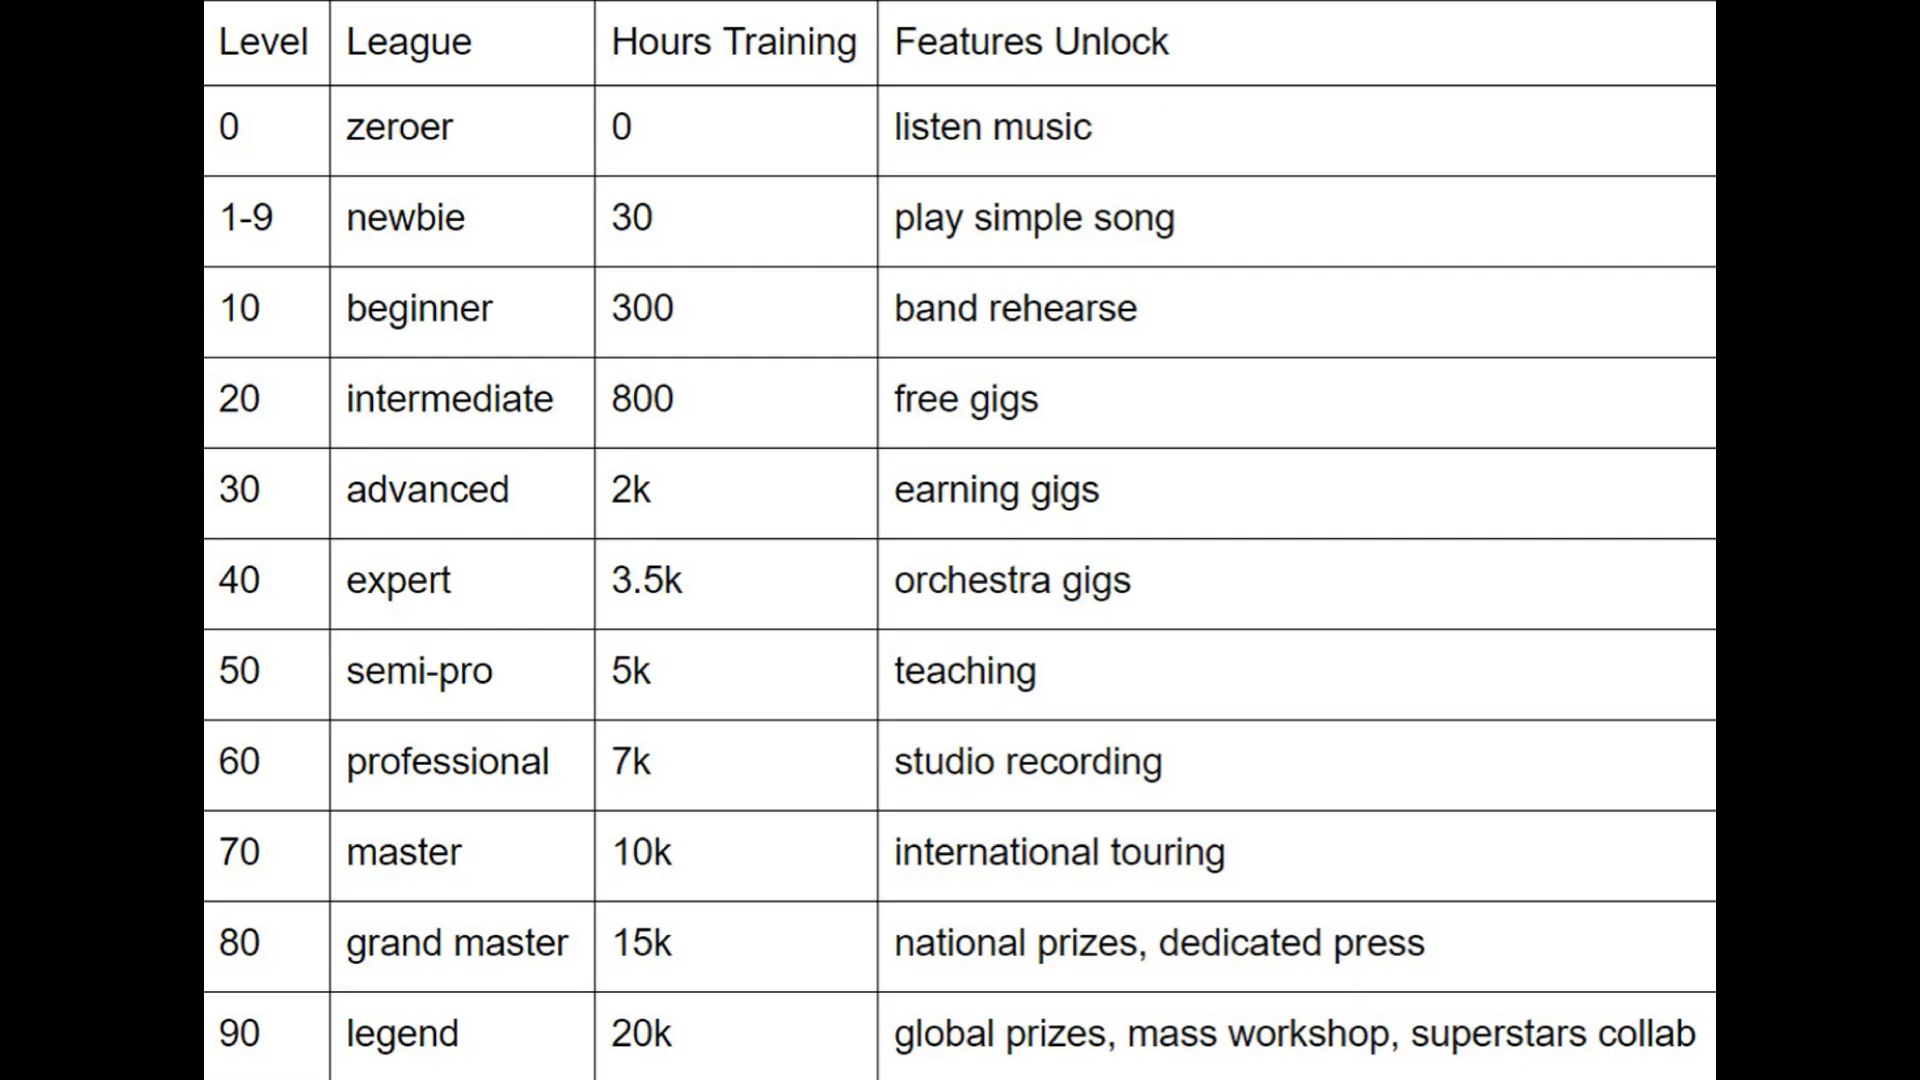 Level League Hours Training Features Unlock
0 zeroer 0 listen music
1-9 newbie 30 play simple song
10 beginner 300 band rehearse
20 intermediate 800 free gigs
30 advanced 2k earning gigs
40 expert 3.5k orchestra gigs
50 semi-pro 5k teaching
60 professional 7k studio recording
70 master 10k international touring
80 grand master 15k national prizes, dedicated press
90 legend 20k global prizes, mass workshop, superstars collab